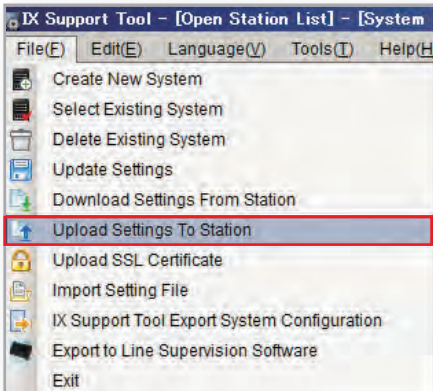 IX Support Tool - [Open Station List] - [System
File(F) Edit(E) Language(V) Tools(T) Help(H
Create New System
Select Existing System
Delete Existing System
Update Settings
Download Settings From Station
Upload Settings To Station
Upload SSL Certificate
Import Setting File
IX Support Tool Export System Configuration
Export to Line Supervision Software
Exit